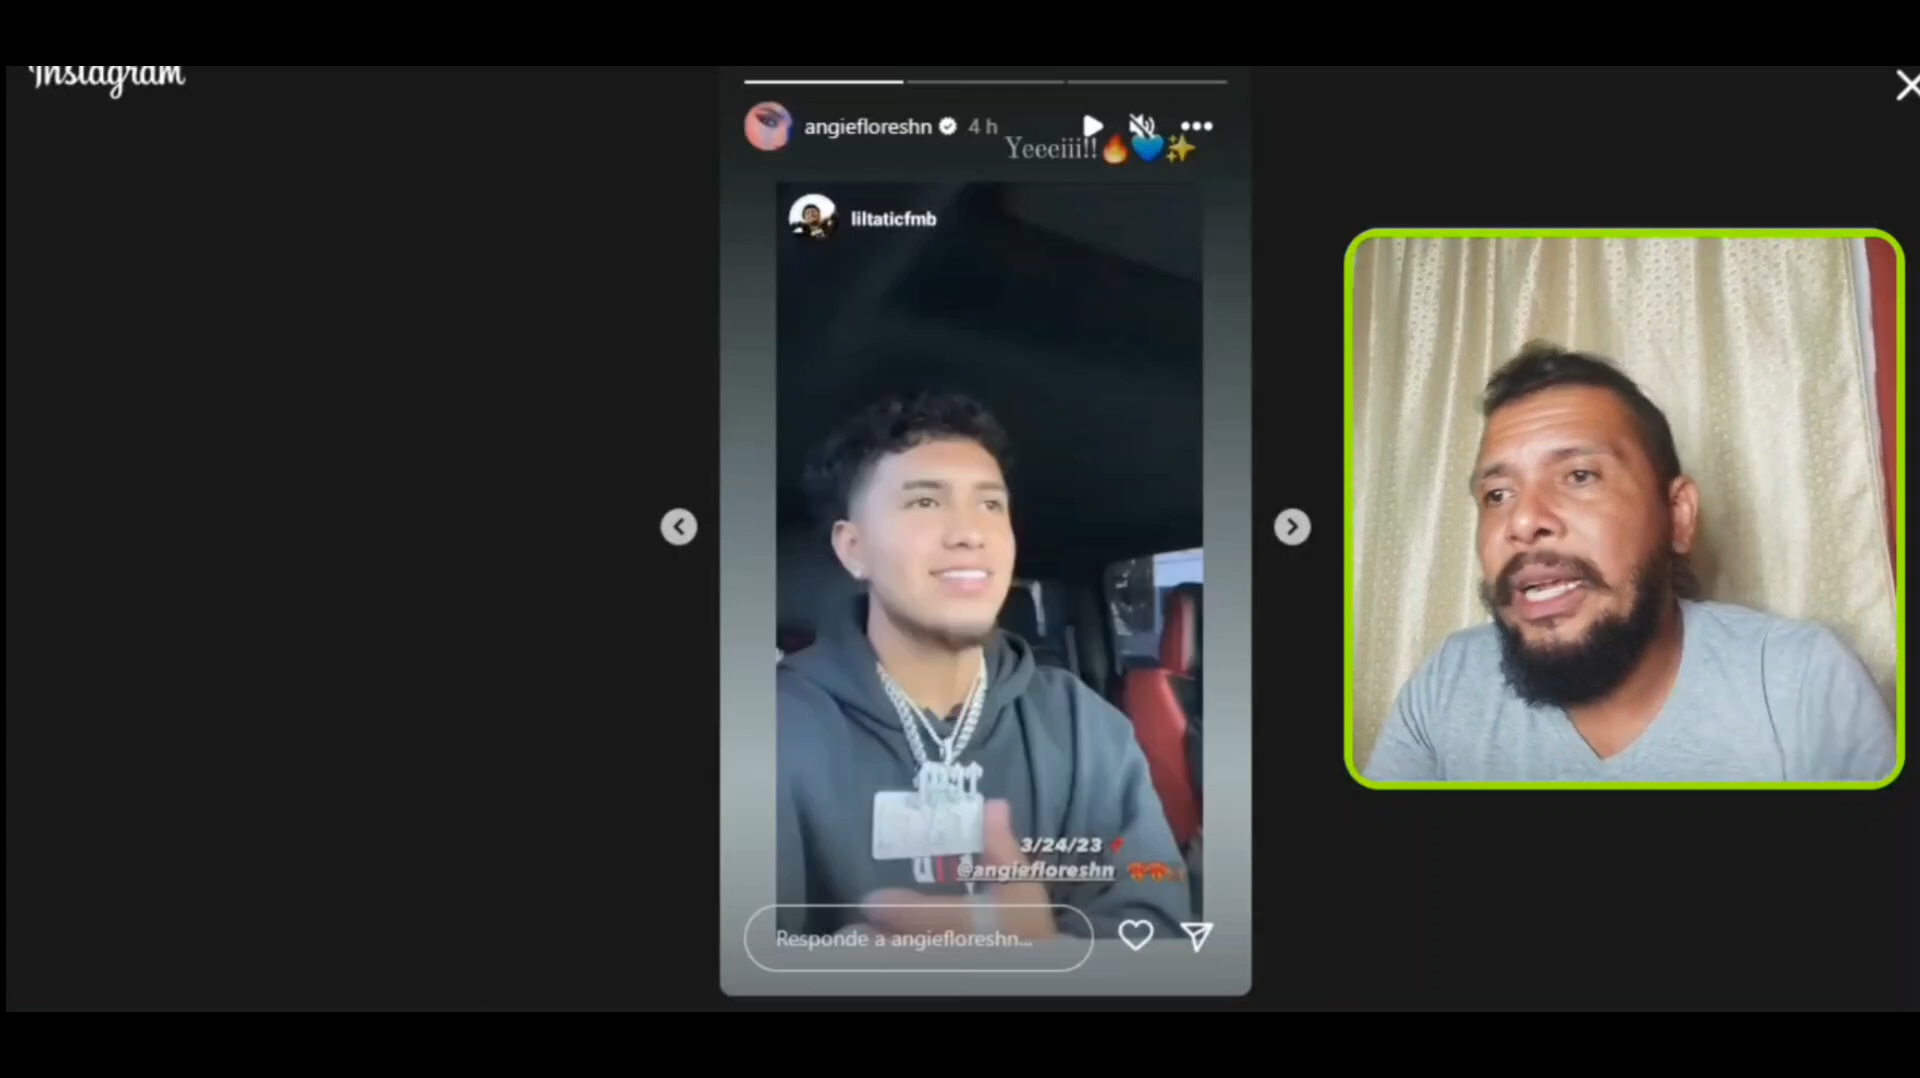 Instagram
angiefloreshn 4 h
Yeeeiii!!🔥💙✨
liltaticfmb
3/24/23
@angiefloreshn
Responde a angiefloreshn...